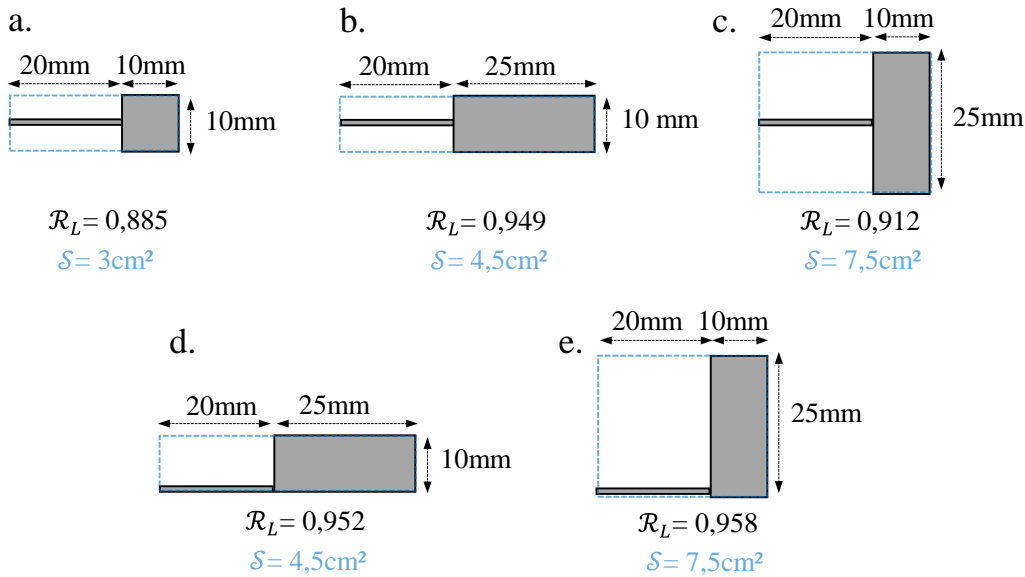 a.
20mm 10mm
10mm
ℛL= 0,885
𝒮= 3cm²
b.
20mm 25mm
10 mm
ℛL= 0,949
𝒮= 4,5cm²
c.
20mm 10mm
25mm
ℛL= 0,912
𝒮= 7,5cm²
d.
20mm 25mm
10mm
ℛL= 0,952
𝒮= 4,5cm²
e.
20mm 10mm
25mm
ℛL= 0,958
𝒮= 7,5cm²